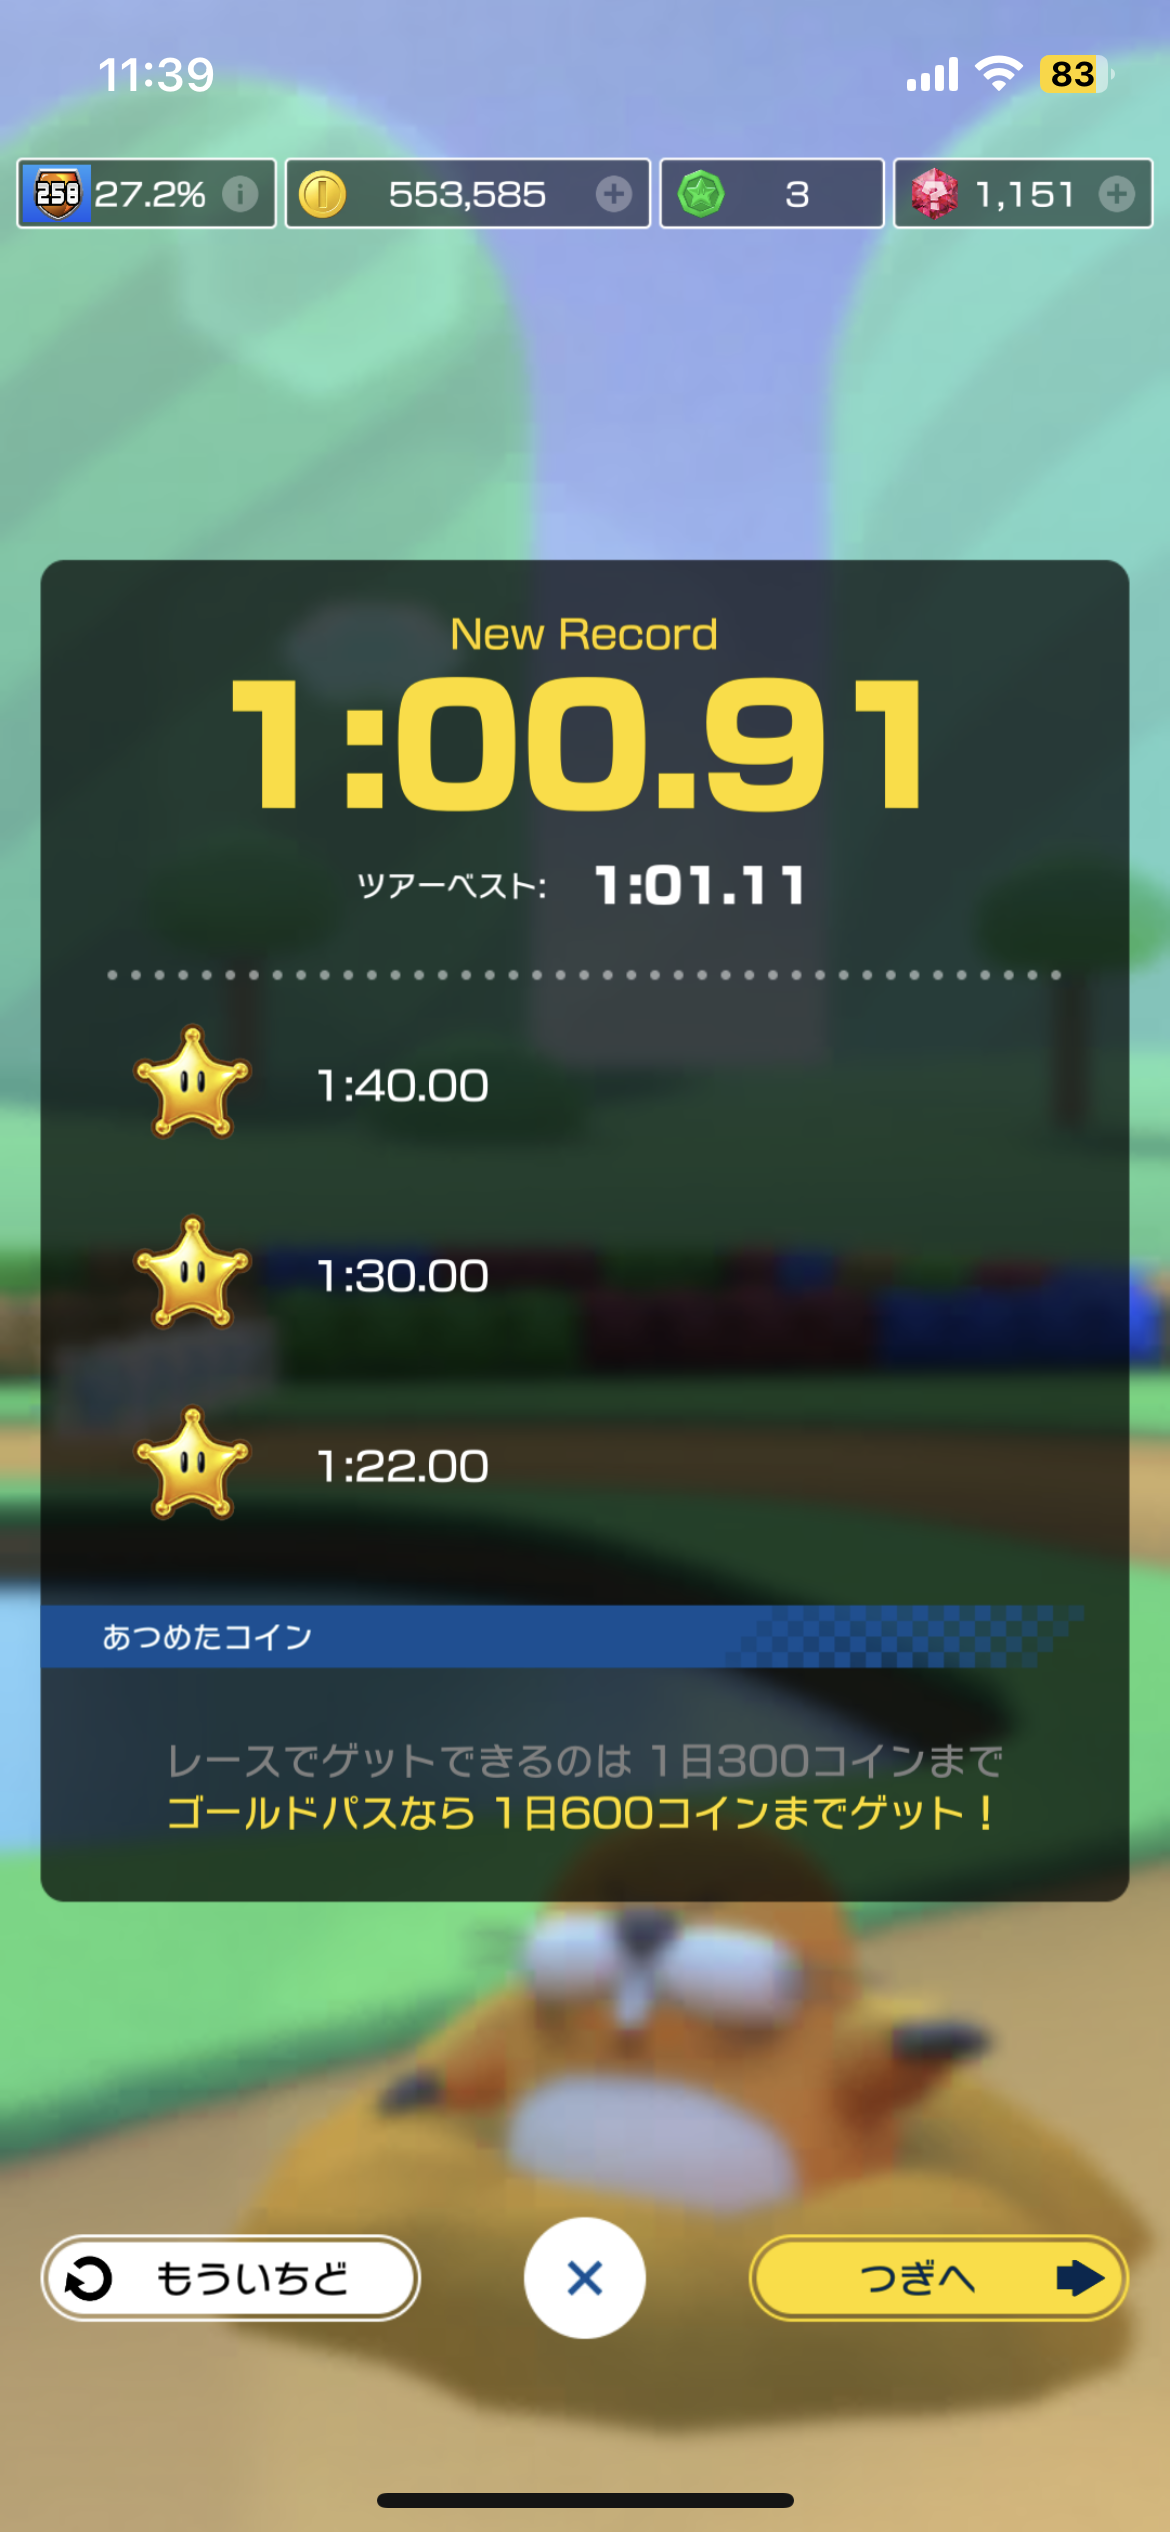 11:39
83
258 27.2% 553,585 3 1,151
New Record
1:00.91
ツアーベスト: 1:01.11
1:40.00
1:30.00
1:22.00
あつめたコイン
レースでゲットできるのは 1日300コインまで
ゴールドパスなら 1日600コインまでゲット！
もういちど
つぎへ